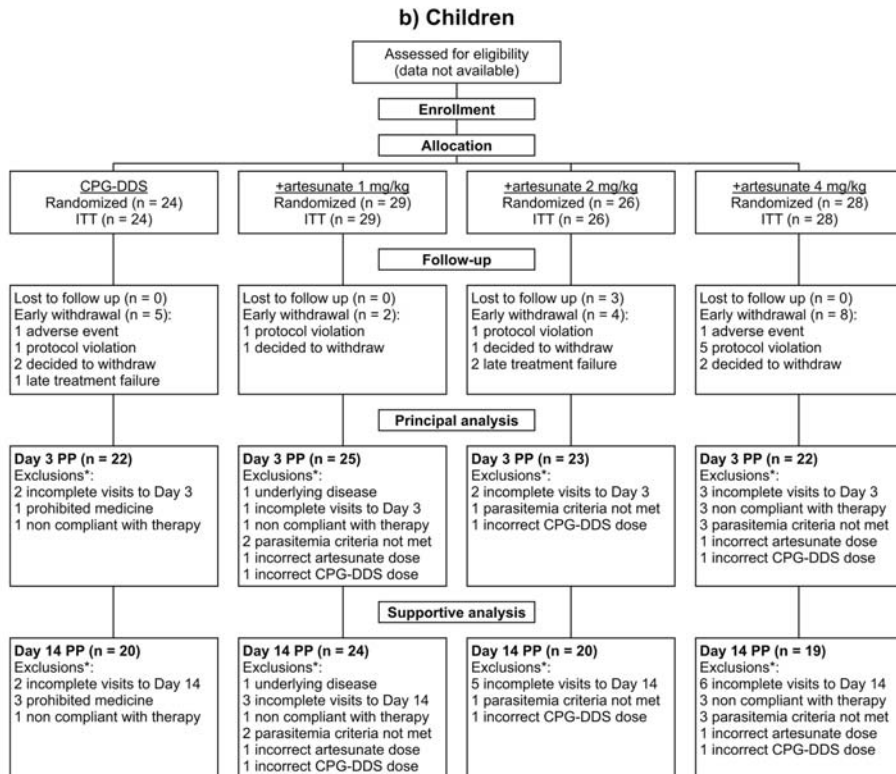 b) Children
Assessed for eligibility
(data not available)
Enrollment
Allocation
CPG-DDS
Randomized (n = 24)
ITT (n = 24)
+artesunate 1 mg/kg
Randomized (n = 29)
ITT (n = 29)
+artesunate 2 mg/kg
Randomized (n = 26)
ITT (n = 26)
+artesunate 4 mg/kg
Randomized (n = 28)
ITT (n = 28)
Follow-up
Lost to follow up (n = 0)
Early withdrawal (n = 5):
1 adverse event
1 protocol violation
2 decided to withdraw
1 late treatment failure
Lost to follow up (n = 0)
Early withdrawal (n = 2):
1 protocol violation
1 decided to withdraw
Lost to follow up (n = 3)
Early withdrawal (n = 4):
1 protocol violation
1 decided to withdraw
2 late treatment failure
Lost to follow up (n = 0)
Early withdrawal (n = 8):
1 adverse event
5 protocol violation
2 decided to withdraw
Principal analysis
Day 3 PP (n = 22)
Exclusions*:
2 incomplete visits to Day 3
1 prohibited medicine
1 non compliant with therapy
Day 3 PP (n = 25)
Exclusions*:
1 underlying disease
1 incomplete visits to Day 3
1 non compliant with therapy
2 parasitemia criteria not met
1 incorrect artesunate dose
1 incorrect CPG-DDS dose
Day 3 PP (n = 23)
Exclusions*:
2 incomplete visits to Day 3
1 parasitemia criteria not met
1 incorrect CPG-DDS dose
Day 3 PP (n = 22)
Exclusions*:
3 incomplete visits to Day 3
3 non compliant with therapy
3 parasitemia criteria not met
1 incorrect artesunate dose
1 incorrect CPG-DDS dose
Supportive analysis
Day 14 PP (n = 20)
Exclusions*:
2 incomplete visits to Day 14
3 prohibited medicine
1 non compliant with therapy
Day 14 PP (n = 24)
Exclusions*:
1 underlying disease
3 incomplete visits to Day 14
1 non compliant with therapy
2 parasitemia criteria not met
1 incorrect artesunate dose
1 incorrect CPG-DDS dose
Day 14 PP (n = 20)
Exclusions*:
5 incomplete visits to Day 14
1 parasitemia criteria not met
1 incorrect CPG-DDS dose
Day 14 PP (n = 19)
Exclusions*:
6 incomplete visits to Day 14
3 non compliant with therapy
3 parasitemia criteria not met
1 incorrect artesunate dose
1 incorrect CPG-DDS dose